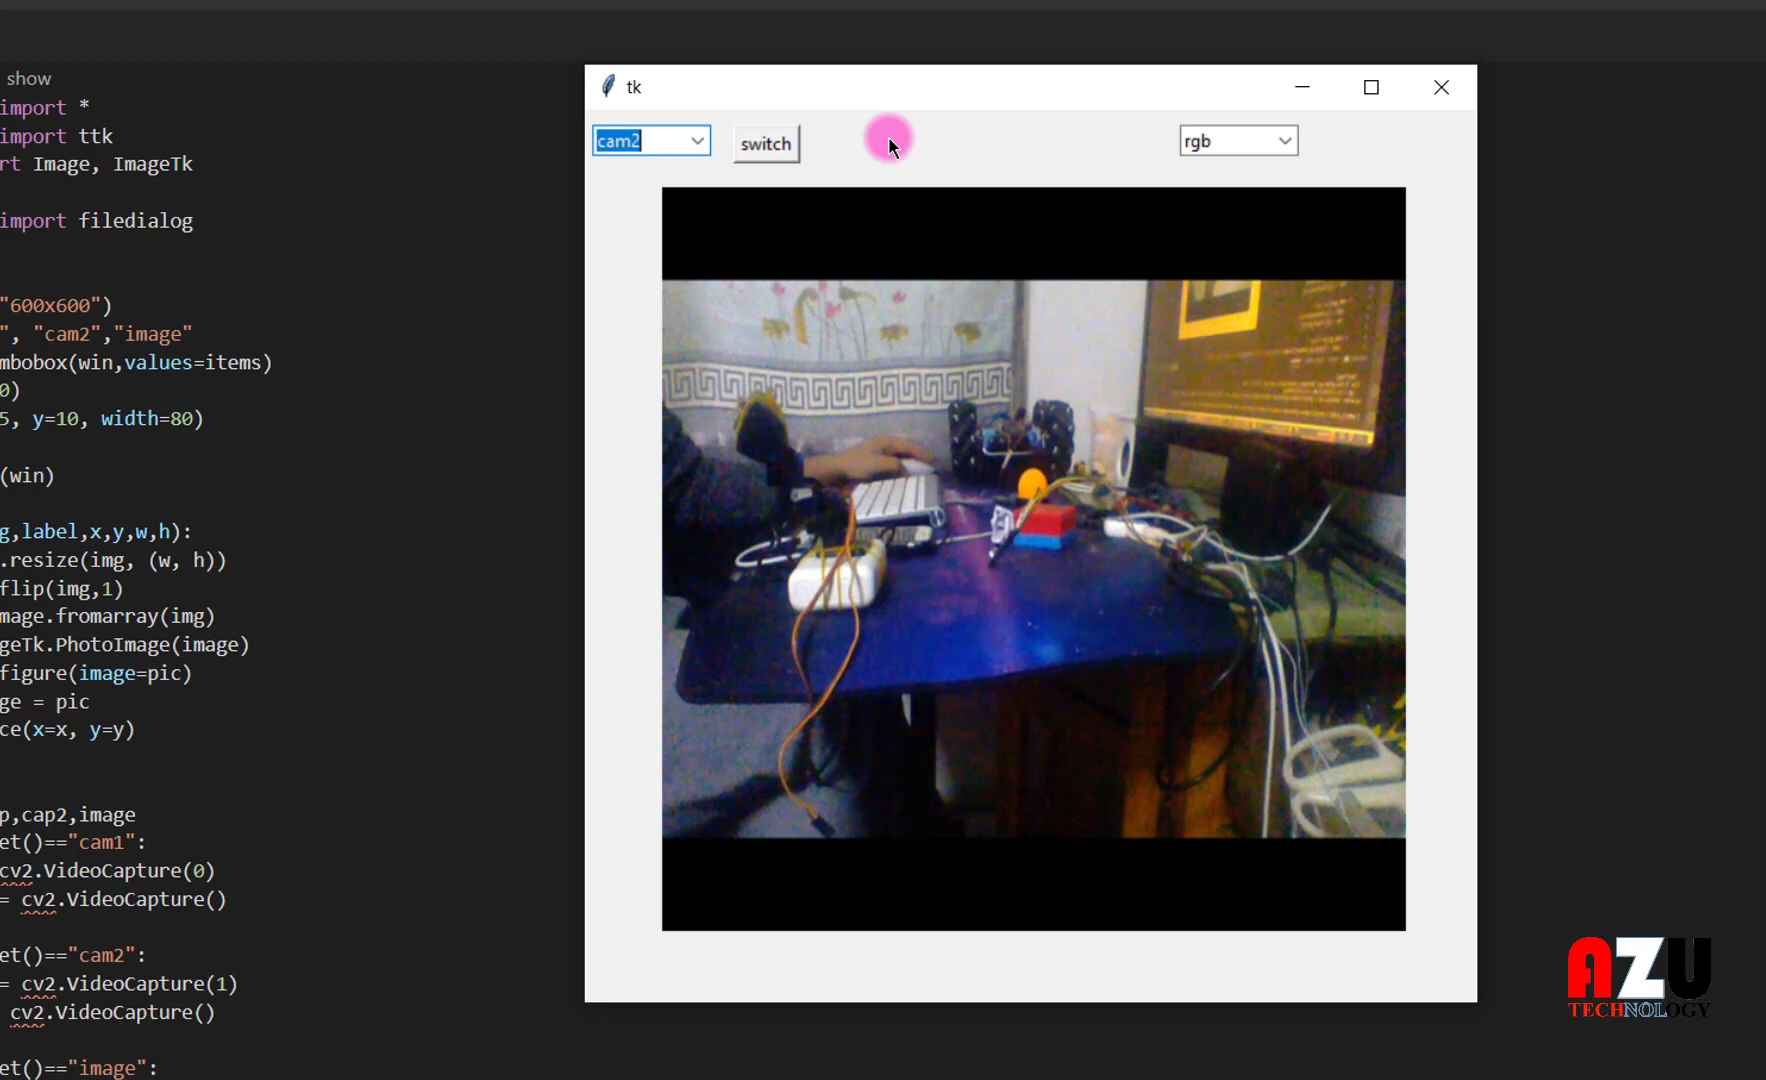 show
import *
import ttk
rt Image, ImageTk
import filedialog
"600x600")
", "cam2","image"
mbobox(win,values=items)
0)
5, y=10, width=80)
(win)
g,label,x,y,w,h):
.resize(img, (w, h))
flip(img,1)
mage.fromarray(img)
geTk.PhotoImage(image)
figure(image=pic)
ge = pic
ce(x=x, y=y)
p,cap2,image
et()=="cam1":
cv2.VideoCapture(0)
= cv2.VideoCapture()
et()=="cam2":
= cv2.VideoCapture(1)
cv2.VideoCapture()
et()=="image":
tk
cam2
switch
rgb
AZU
TECHNOLOGY